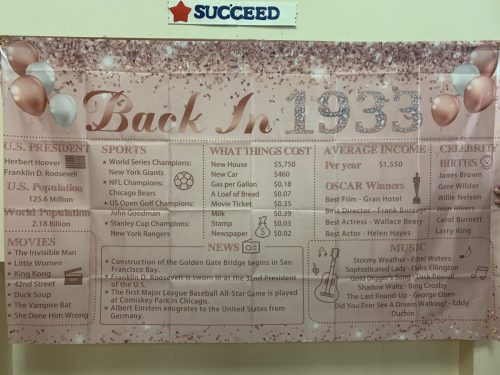 SUCCEED
Back In 1933
U.S. PRESIDENT
Herbert Hoover
Franklin D. Roosevelt
U.S. Population
125.6 Million
World Population
2.18 Billion
MOVIES
The Invisible Man
Little Women
King Kong
42nd Street
Duck Soup
The Vampire Bat
She Done Him Wrong
SPORTS
World Series Champions:
New York Giants
NFL Champions:
Chicago Bears
US Open Golf Champions:
John Goodman
Stanley Cup Champions:
New York Rangers
WHAT THINGS COST
New House $5,750
New Car $460
Gas per Gallon $0.18
A Loaf of Bread $0.07
Movie Ticket $0.35
Milk $0.42
Stamp $0.03
Newspaper $0.02
AVERAGE INCOME
Per year $1,550
OSCAR Winners
Best Film - Gran Hotel
Best Director - Frank Borzage
Best Actress - Wallace Beery
Best Actor - Helen Hayes
CELEBRITY
BIRTHS
James Brown
Gene Wilder
Willie Nelson
Joan Rivers
Carol Burnett
Larry King
NEWS
Construction of the Golden Gate Bridge begins in San
Francisco Bay.
Franklin D. Roosevelt is sworn in as the 32nd President
of the U.S.
The first Major League Baseball All-Star Game is played
at Comiskey Park in Chicago.
Albert Einstein emigrates to the United States from
Germany.
MUSIC
Stormy Weather - Ethel Waters
Sophisticated Lady - Duke Ellington
Gold Digger's Song - Dick Powell
Shadow Waltz - Bing Crosby
The Last Round-Up - George Olsen
Did You Ever See A Dream Walking - Eddy
Duchin